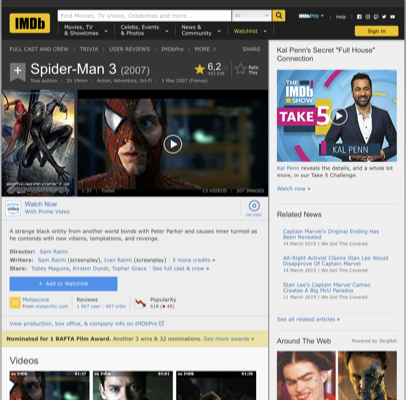 IMDb
Find Movies, TV shows, Celebrities and more...
All
IMDbPro
Help
Movies, TV
& Showtimes
Celebs, Events
& Photos
News &
Community
Watchlist
Sign in
FULL CAST AND CREW | TRIVIA | USER REVIEWS | IMDbPro | MORE
SHARE
Spider-Man 3 (2007)
6,2
Rate
This
Tous publics | 2h 19min | Action, Adventure, Sci-Fi | 1 May 2007 (France)
1:37 | Trailer
13 VIDEOS | 207 IMAGES
Watch Now
With Prime Video
ON DISC
A strange black entity from another world bonds with Peter Parker and causes inner turmoil as
he contends with new villains, temptations, and revenge.
Director: Sam Raimi
Writers: Sam Raimi (screenplay), Ivan Raimi (screenplay) | 5 more credits »
Stars: Tobey Maguire, Kirsten Dunst, Topher Grace | See full cast & crew »
+ Add to Watchlist
Metascore
From metacritic.com
Reviews
Popularity
View production, box office, & company info on IMDbPro
Nominated for 1 BAFTA Film Award. Another 3 wins & 32 nominations. See more awards »
Videos
Kal Penn's Secret "Full House"
Connection
THE
IMDb
SHOW
TAKE 5
KAL PENN
Kal Penn reveals the details, and a whole lot
more, in our Take 5 Challenge.
Watch now »
Related News
Captain Marvel's Original Ending Has
Been Revealed
14 March 2019 | We Got This Covered
All-Right Activist Claims Stan Lee Would
Disapprove Of Captain Marvel
14 March 2019 | We Got This Covered
Stan Lee's Captain Marvel Cameo
Creates A Big MCU Paradox
11 March 2019 | We Got This Covered
See all related articles »
Around The Web
Powered by ZergNet